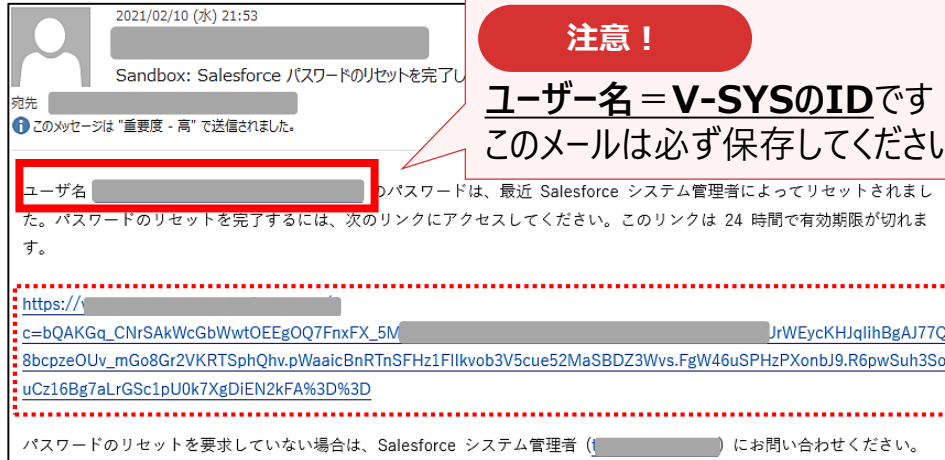 2021/02/10 (水) 21:53
Sandbox: Salesforce パスワードのリセットを完了し
宛先
このメッセージは "重要度 - 高" で送信されました。
注意！
ユーザー名＝V-SYSのIDです
このメールは必ず保存してくださ
ユーザ名 のパスワードは、最近 Salesforce システム管理者によってリセットされまし
た。パスワードのリセットを完了するには、次のリンクにアクセスしてください。このリンクは 24 時間で有効期限が切れま
す。
https://
c=bQAKGq_CNrSAkWcGbWwtOEEgOQ7FnxFX_5M JrWEycKHJqlihBgAJ77Q
8bcpzeOUv_mGo8Gr2VKRTSphQhv.pWaaicBnRTnSFHz1FIlkvob3V5cue52MaSBDZ3Wvs.FgW46uSPHzPXonbJ9.R6pwSuh3So
uCz16Bg7aLrGSc1pU0k7XgDiEN2kFA%3D%3D
パスワードのリセットを要求していない場合は、Salesforce システム管理者 ( ) にお問い合わせください。